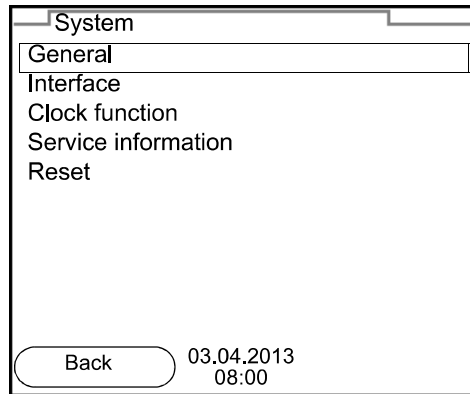 System
General
Interface
Clock function
Service information
Reset
Back
03.04.2013
08:00